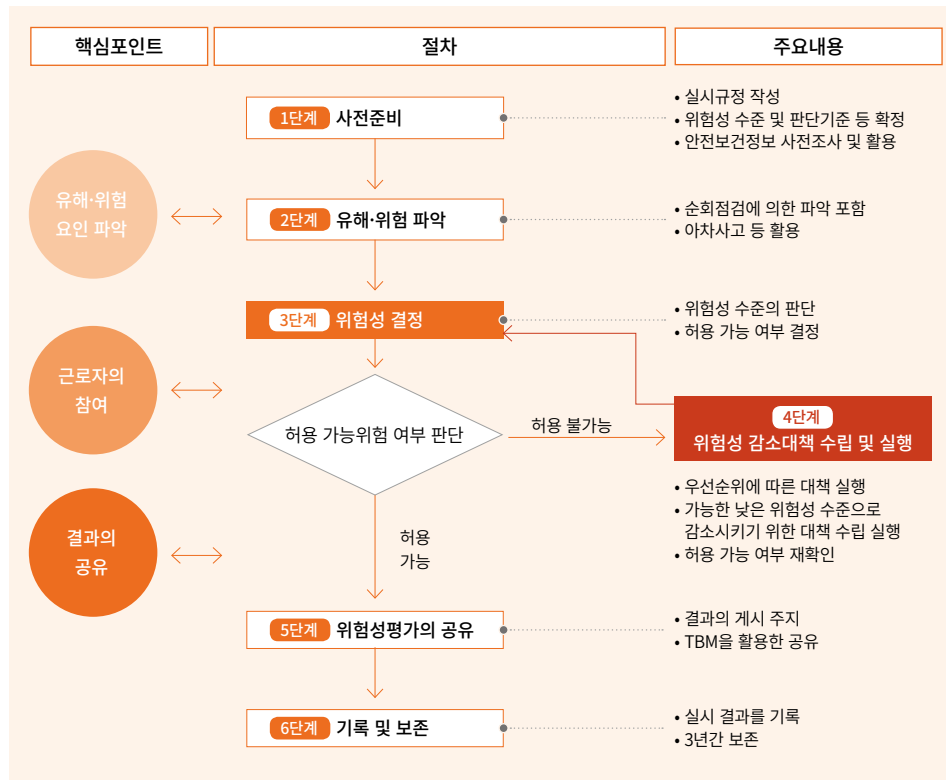 핵심포인트
절차
주요내용
1단계 사전준비
• 실시규정 작성
• 위험성 수준 및 판단기준 등 확정
• 안전보건정보 사전조사 및 활용
유해·위험
요인 파악
2단계 유해·위험 파악
• 순회점검에 의한 파악 포함
• 아차사고 등 활용
3단계 위험성 결정
• 위험성 수준의 판단
• 허용 가능 여부 결정
근로자의
참여
허용 가능위험 여부 판단
허용 불가능
4단계
위험성 감소대책 수립 및 실행
• 우선순위에 따른 대책 실행
• 가능한 낮은 위험성 수준으로
감소시키기 위한 대책 수립 실행
• 허용 가능 여부 재확인
결과의
공유
허용
가능
5단계 위험성평가의 공유
• 결과의 게시 주지
• TBM을 활용한 공유
6단계 기록 및 보존
• 실시 결과를 기록
• 3년간 보존